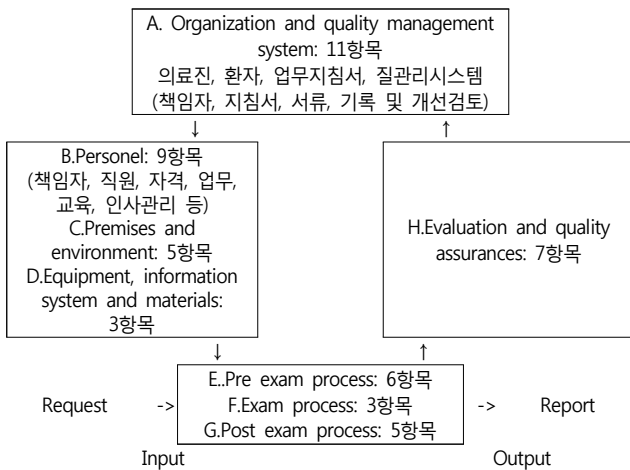 A. Organization and quality management
system: 11항목
의료진, 환자, 업무지침서, 질관리시스템
(책임자, 지침서, 서류, 기록 및 개선검토)
↓
↑
B.Personel: 9항목
(책임자, 직원, 자격, 업무,
교육, 인사관리 등)
C.Premises and
environment: 5항목
D.Equipment, information
system and materials:
3항목
H.Evaluation and quality
assurances: 7항목
↓
↑
E..Pre exam process: 6항목
Request -> F.Exam process: 3항목 -> Report
G.Post exam process: 5항목
Input Output